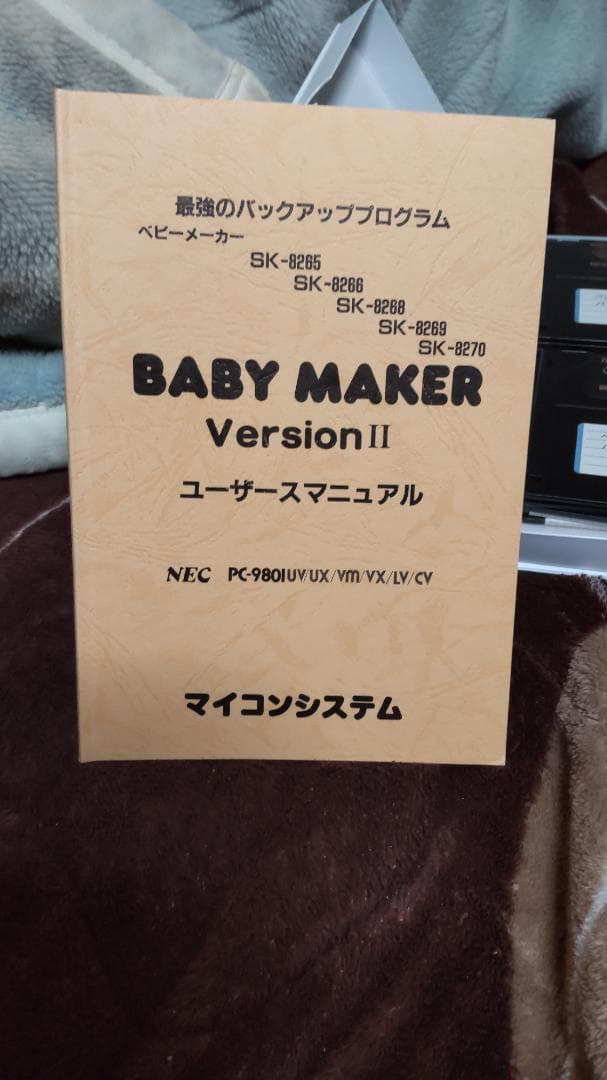 最強のバックアッププログラム
ベビーメーカー
SK-8265
SK-8266
SK-8268
SK-8269
SK-8270
BABY MAKER
Version II
ユーザースマニュアル
NEC PC-9801UV/UX/VM/VX/LV/CV
マイコンシステム